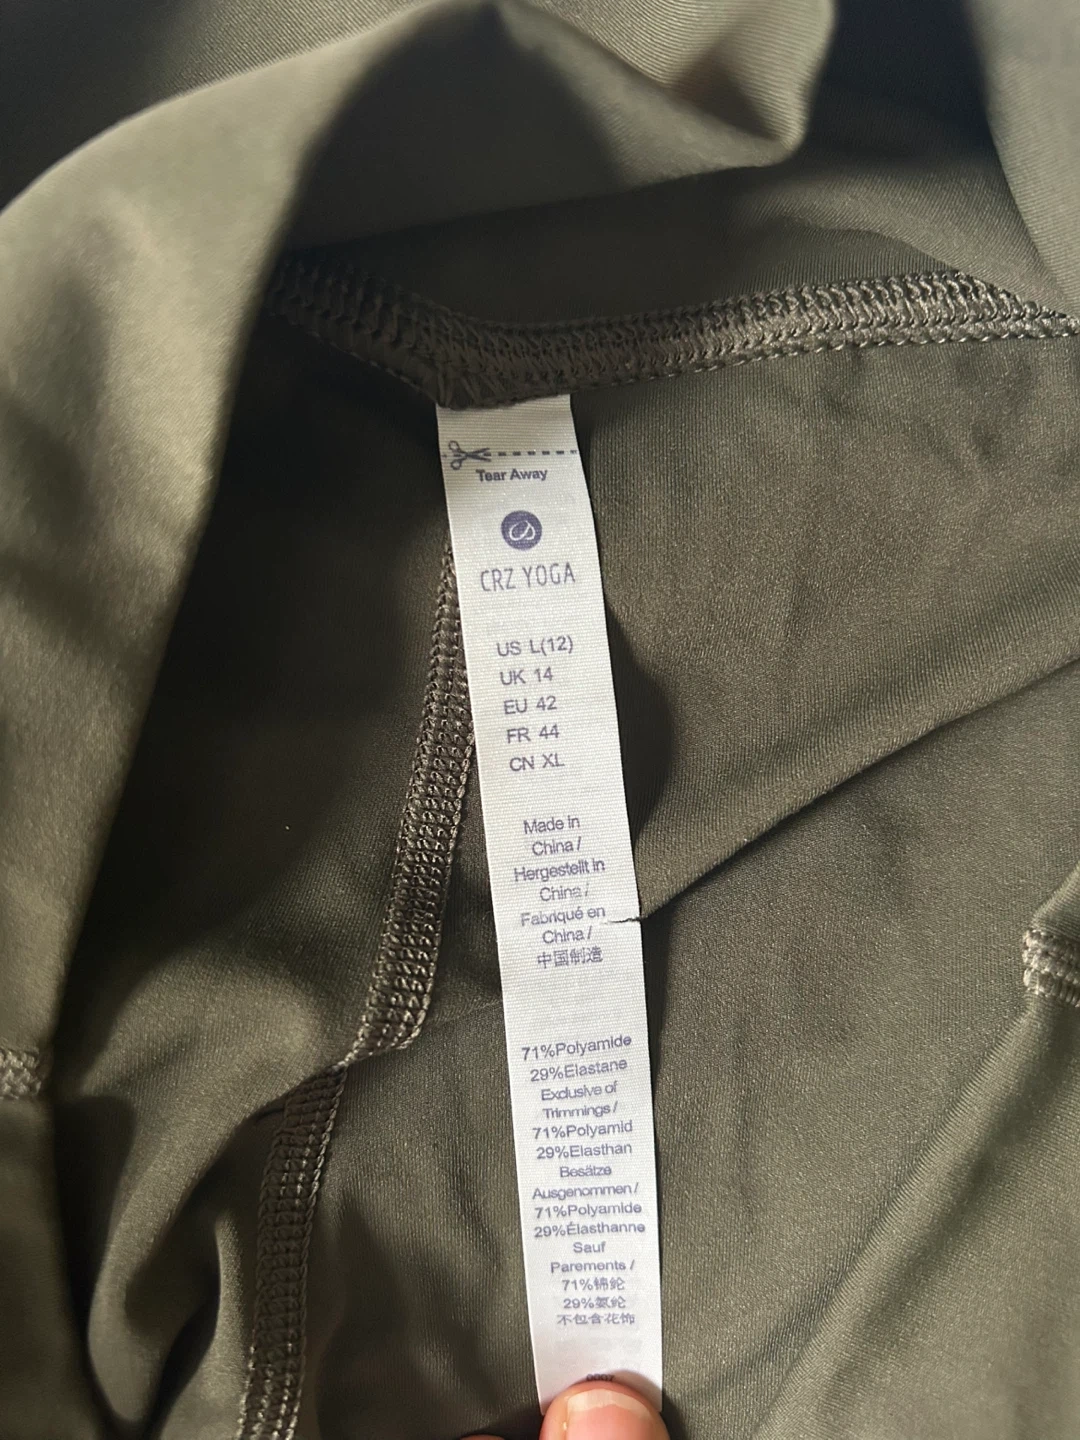 Tear Away
CRZ YOGA
US L(12)
UK 14
EU 42
FR 44
CN XL
Made in
China /
Hergestellt in
China /
Fabriqué en
China /
中国制造
71%Polyamide
29%Elastane
Exclusive of
Trimmings /
71%Polyamid
29%Elasthan
Besätze
Ausgenommen /
71%Polyamide
29%Élasthanne
Sauf
Parements /
71%锦纶
29%氨纶
不包含花饰